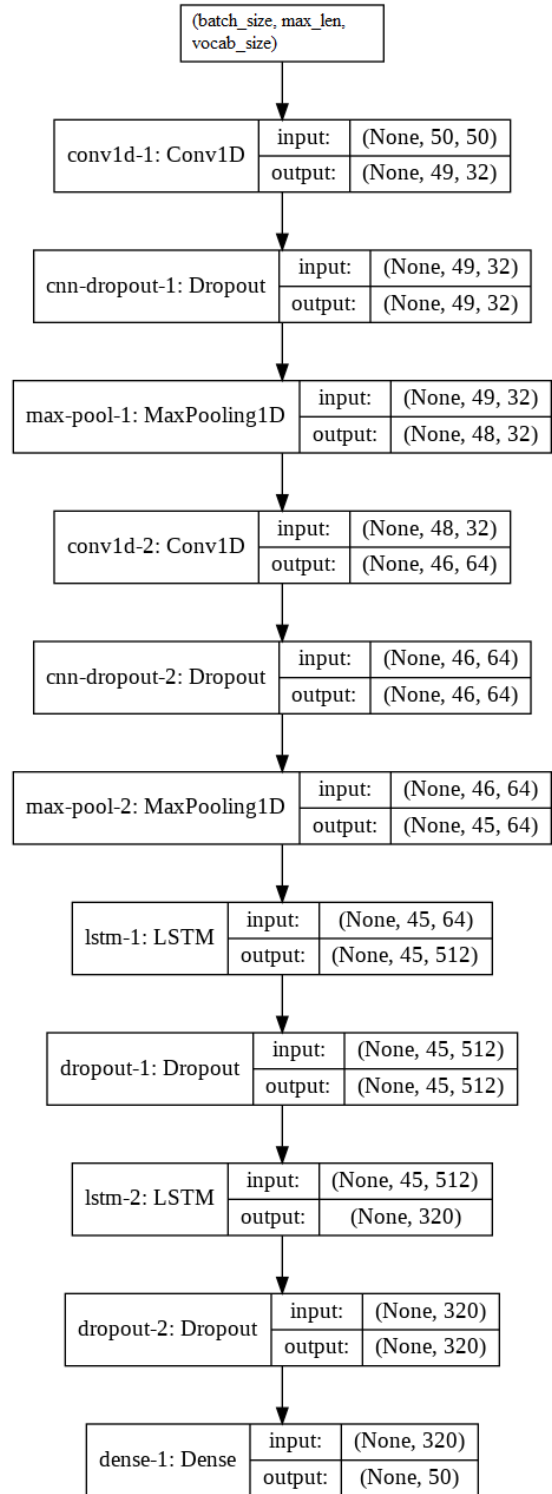 (batch_size, max_len,
vocab_size)
conv1d-1: Conv1D
input: (None, 50, 50)
output: (None, 49, 32)
cnn-dropout-1: Dropout
input: (None, 49, 32)
output: (None, 49, 32)
max-pool-1: MaxPooling1D
input: (None, 49, 32)
output: (None, 48, 32)
conv1d-2: Conv1D
input: (None, 48, 32)
output: (None, 46, 64)
cnn-dropout-2: Dropout
input: (None, 46, 64)
output: (None, 46, 64)
max-pool-2: MaxPooling1D
input: (None, 46, 64)
output: (None, 45, 64)
lstm-1: LSTM
input: (None, 45, 64)
output: (None, 45, 512)
dropout-1: Dropout
input: (None, 45, 512)
output: (None, 45, 512)
lstm-2: LSTM
input: (None, 45, 512)
output: (None, 320)
dropout-2: Dropout
input: (None, 320)
output: (None, 320)
dense-1: Dense
input: (None, 320)
output: (None, 50)